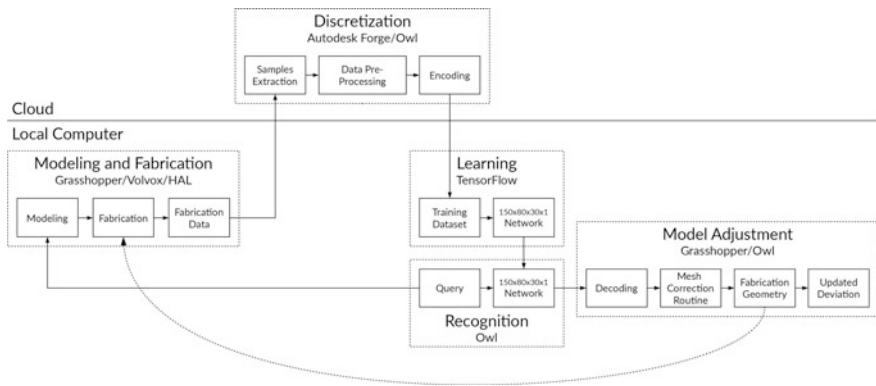 Discretization
Autodesk Forge/Owl
Samples
Extraction
Data Pre-
Processing
Encoding
Cloud
Local Computer
Modeling and Fabrication
Grasshopper/Volvox/HAL
Modeling
Fabrication
Fabrication
Data
Learning
TensorFlow
Training
Dataset
150x80x30x1
Network
Model Adjustment
Grasshopper/Owl
Query
150x80x30x1
Network
Decoding
Mesh
Correction
Routine
Fabrication
Geometry
Updated
Deviation
Recognition
Owl